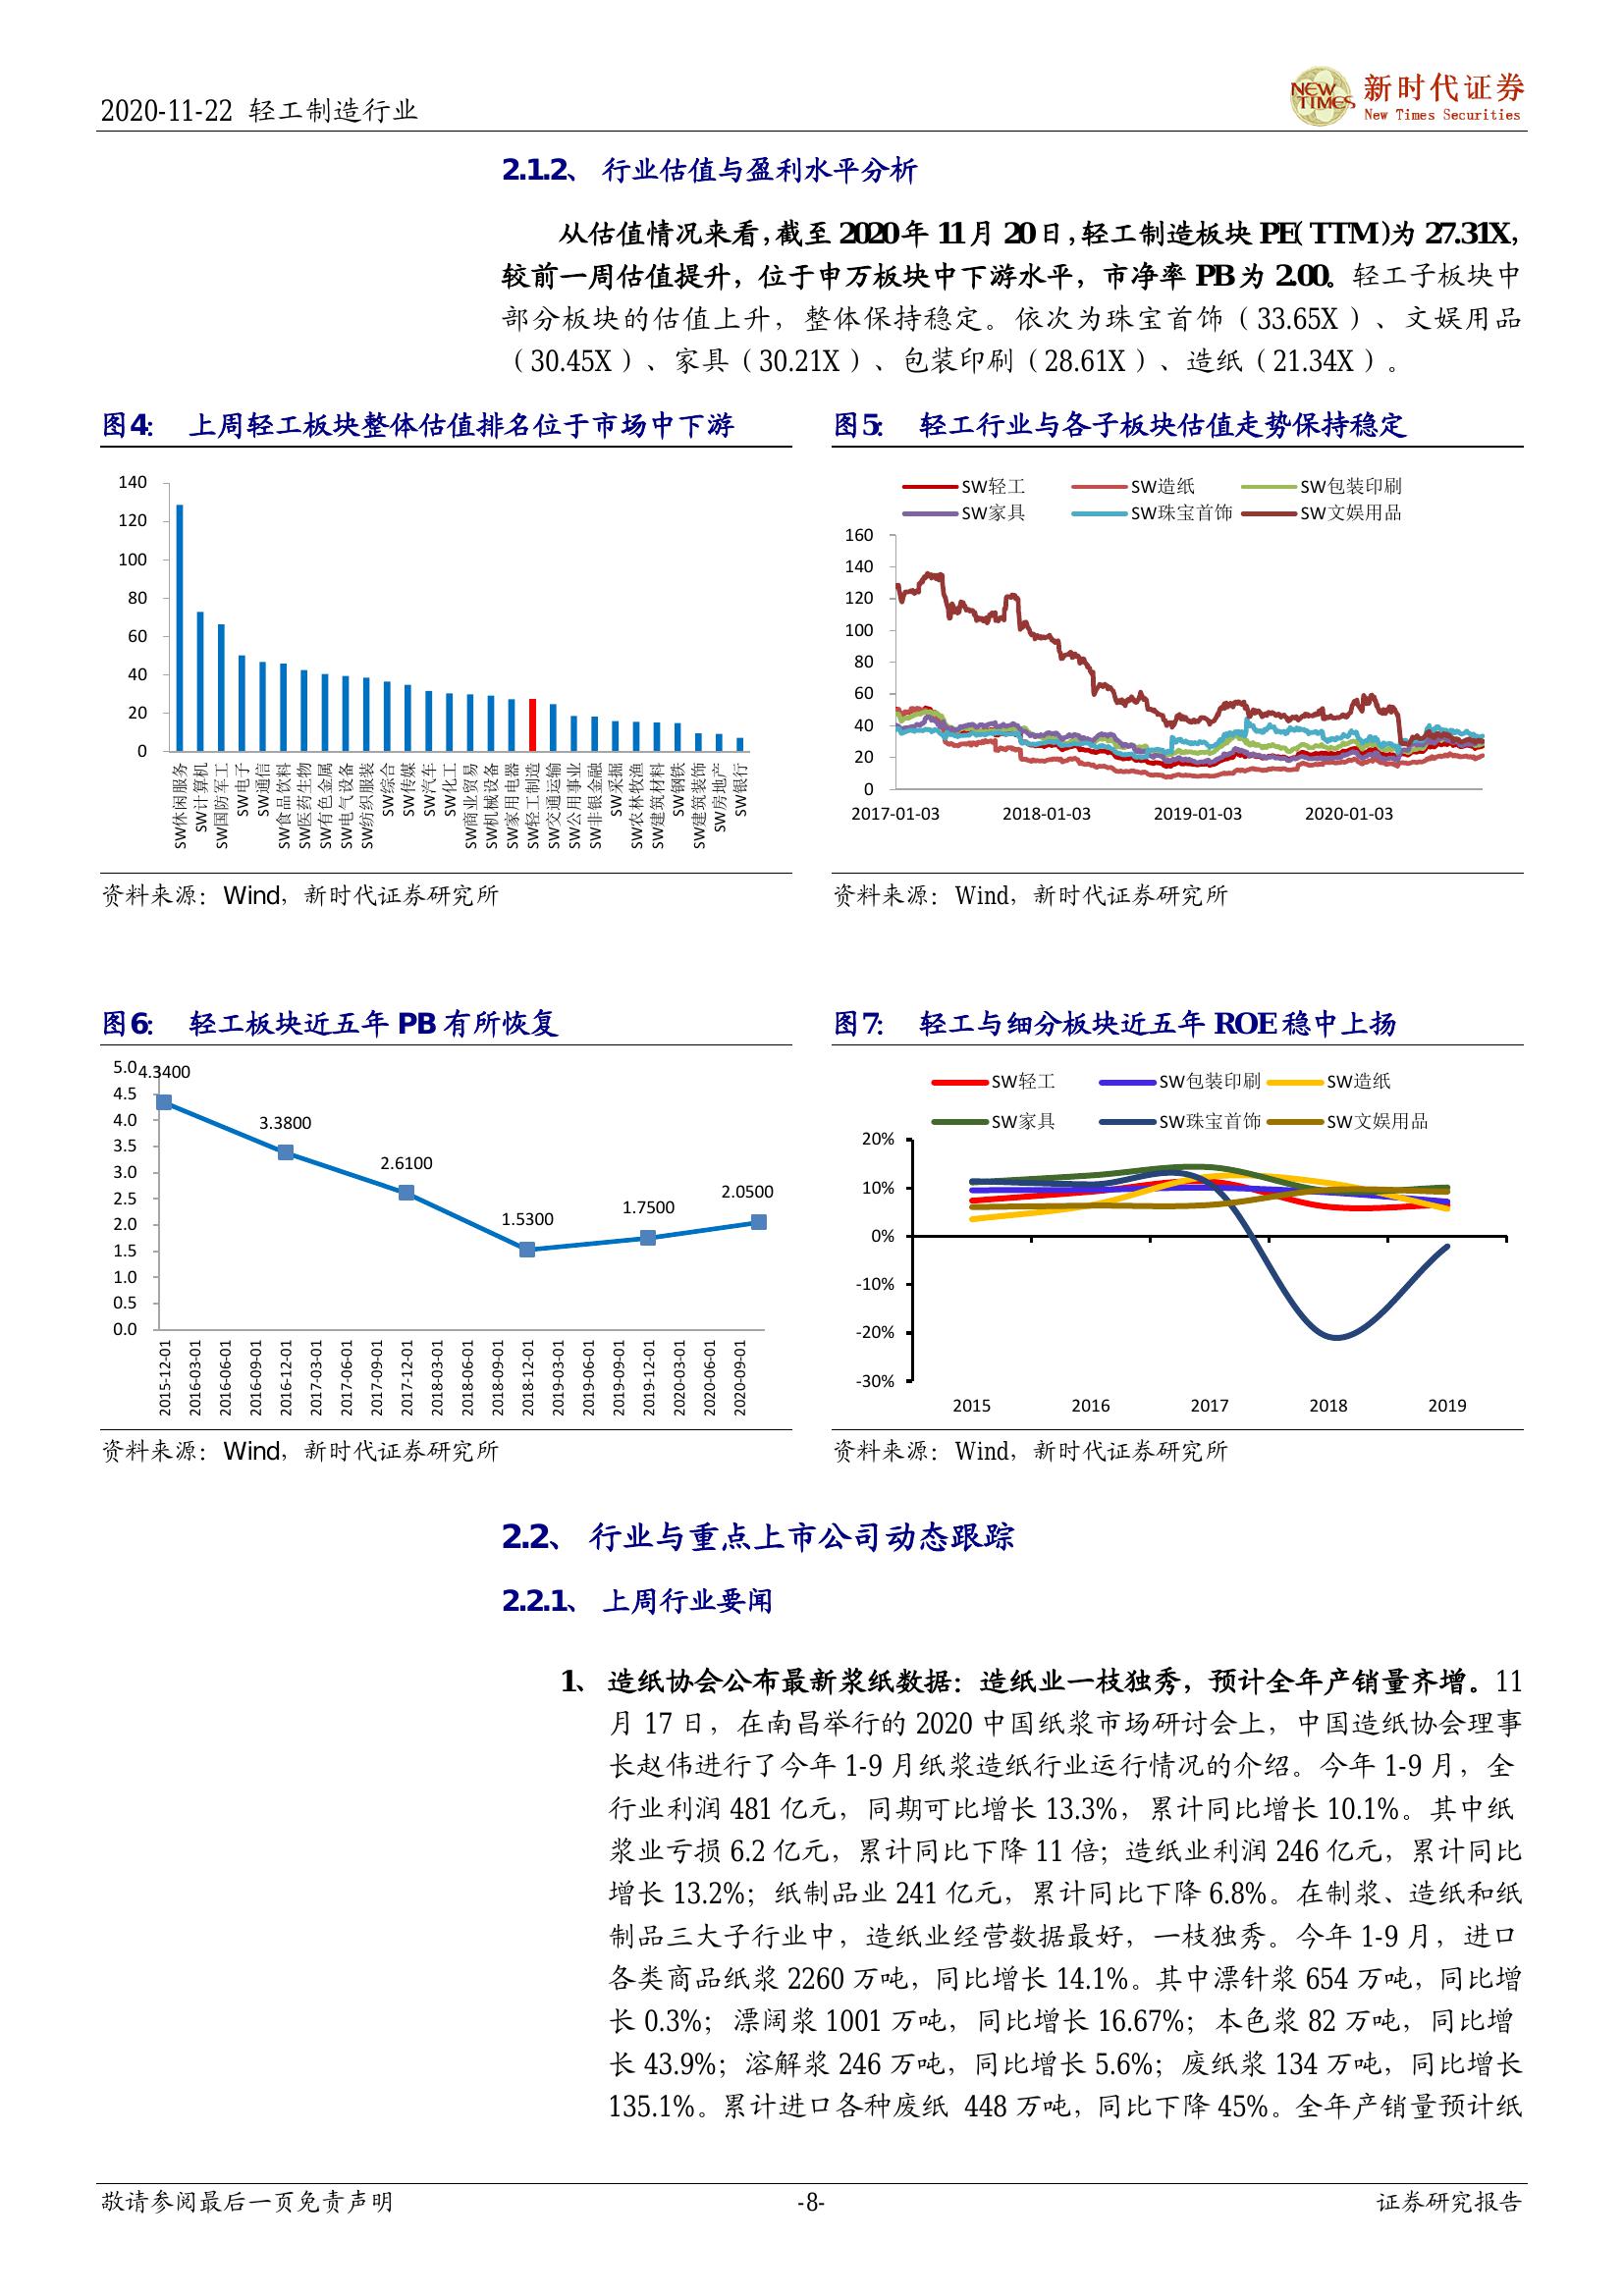 2020-11-22 轻工制造行业
NEW TIMES 新时代证券
New Times Securities
2.1.2、 行业估值与盈利水平分析
从估值情况来看，截至 2020 年 11 月 20 日，轻工制造板块 PE（TTM）为 27.31X，
较前一周估值提升，位于申万板块中下游水平，市净率 PB 为 2.00。轻工子板块中
部分板块的估值上升，整体保持稳定。依次为珠宝首饰（33.65X）、文娱用品
（30.45X）、家具（30.21X）、包装印刷（28.61X）、造纸（21.34X）。
图4： 上周轻工板块整体估值排名位于市场中下游
140
120
100
80
60
40
20
0
SW休闲服务
SW计算机
SW国防军工
SW电子
SW通信
SW食品饮料
SW医药生物
SW有色金属
SW电气设备
SW纺织服装
SW综合
SW传媒
SW汽车
SW化工
SW商业贸易
SW机械设备
SW家用电器
SW轻工制造
SW交通运输
SW公用事业
SW非银金融
SW采掘
SW农林牧渔
SW建筑材料
SW钢铁
SW建筑装饰
SW房地产
SW银行
资料来源：Wind，新时代证券研究所
图5： 轻工行业与各子板块估值走势保持稳定
SW轻工 SW造纸 SW包装印刷
SW家具 SW珠宝首饰 SW文娱用品
160
140
120
100
80
60
40
20
0
2017-01-03 2018-01-03 2019-01-03 2020-01-03
资料来源：Wind，新时代证券研究所
图6： 轻工板块近五年 PB 有所恢复
5.0
4.5
4.0
3.5
3.0
2.5
2.0
1.5
1.0
0.5
0.0
4.3400
3.3800
2.6100
1.5300
1.7500
2.0500
2015-12-01
2016-03-01
2016-06-01
2016-09-01
2016-12-01
2017-03-01
2017-06-01
2017-09-01
2017-12-01
2018-03-01
2018-06-01
2018-09-01
2018-12-01
2019-03-01
2019-06-01
2019-09-01
2019-12-01
2020-03-01
2020-06-01
2020-09-01
资料来源：Wind，新时代证券研究所
图7： 轻工与细分板块近五年 ROE 稳中上扬
SW轻工 SW包装印刷 SW造纸
SW家具 SW珠宝首饰 SW文娱用品
20%
10%
0%
-10%
-20%
-30%
2015 2016 2017 2018 2019
资料来源：Wind，新时代证券研究所
2.2、 行业与重点上市公司动态跟踪
2.2.1、 上周行业要闻
1、 造纸协会公布最新浆纸数据：造纸业一枝独秀，预计全年产销量齐增。11
月 17 日，在南昌举行的 2020 中国纸浆市场研讨会上，中国造纸协会理事
长赵伟进行了今年 1-9 月纸浆造纸行业运行情况的介绍。今年 1-9 月，全
行业利润 481 亿元，同期可比增长 13.3%，累计同比增长 10.1%。其中纸
浆业亏损 6.2 亿元，累计同比下降 11 倍；造纸业利润 246 亿元，累计同比
增长 13.2%；纸制品业 241 亿元，累计同比下降 6.8%。在制浆、造纸和纸
制品三大子行业中，造纸业经营数据最好，一枝独秀。今年 1-9 月，进口
各类商品纸浆 2260 万吨，同比增长 14.1%。其中漂针浆 654 万吨，同比增
长 0.3%；漂阔浆 1001 万吨，同比增长 16.67%；本色浆 82 万吨，同比增
长 43.9%；溶解浆 246 万吨，同比增长 5.6%；废纸浆 134 万吨，同比增长
135.1%。累计进口各种废纸 448 万吨，同比下降 45%。全年产销量预计纸
敬请参阅最后一页免责声明 -8- 证券研究报告